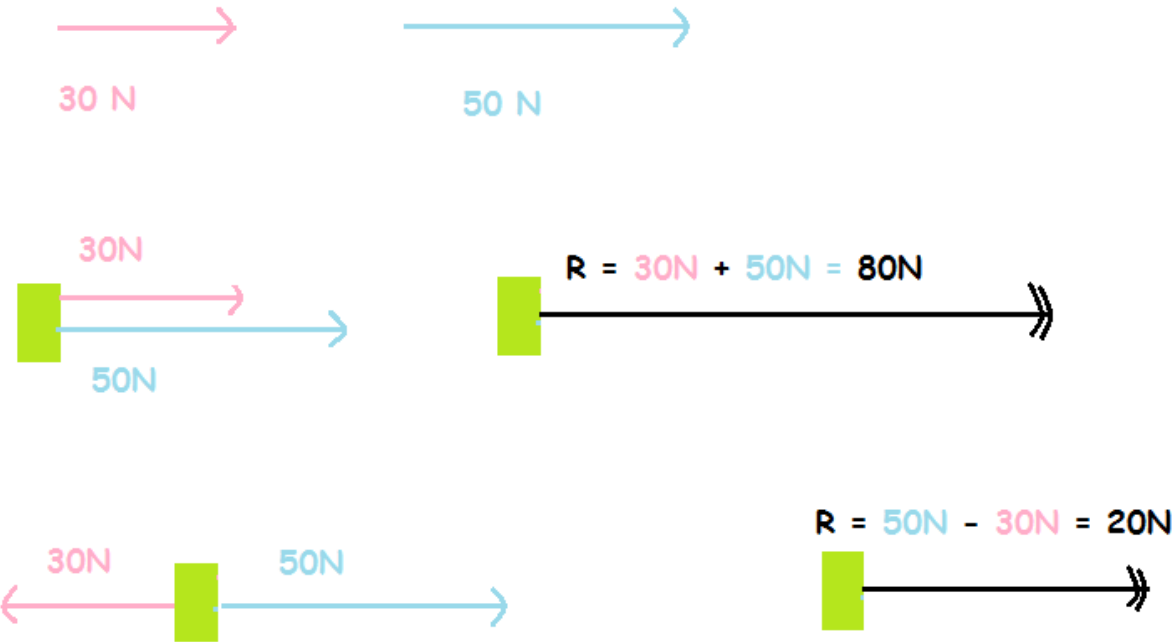 30 N
50 N
30N
R = 30N + 50N = 80N
50N
R = 50N - 30N = 20N
30N
50N